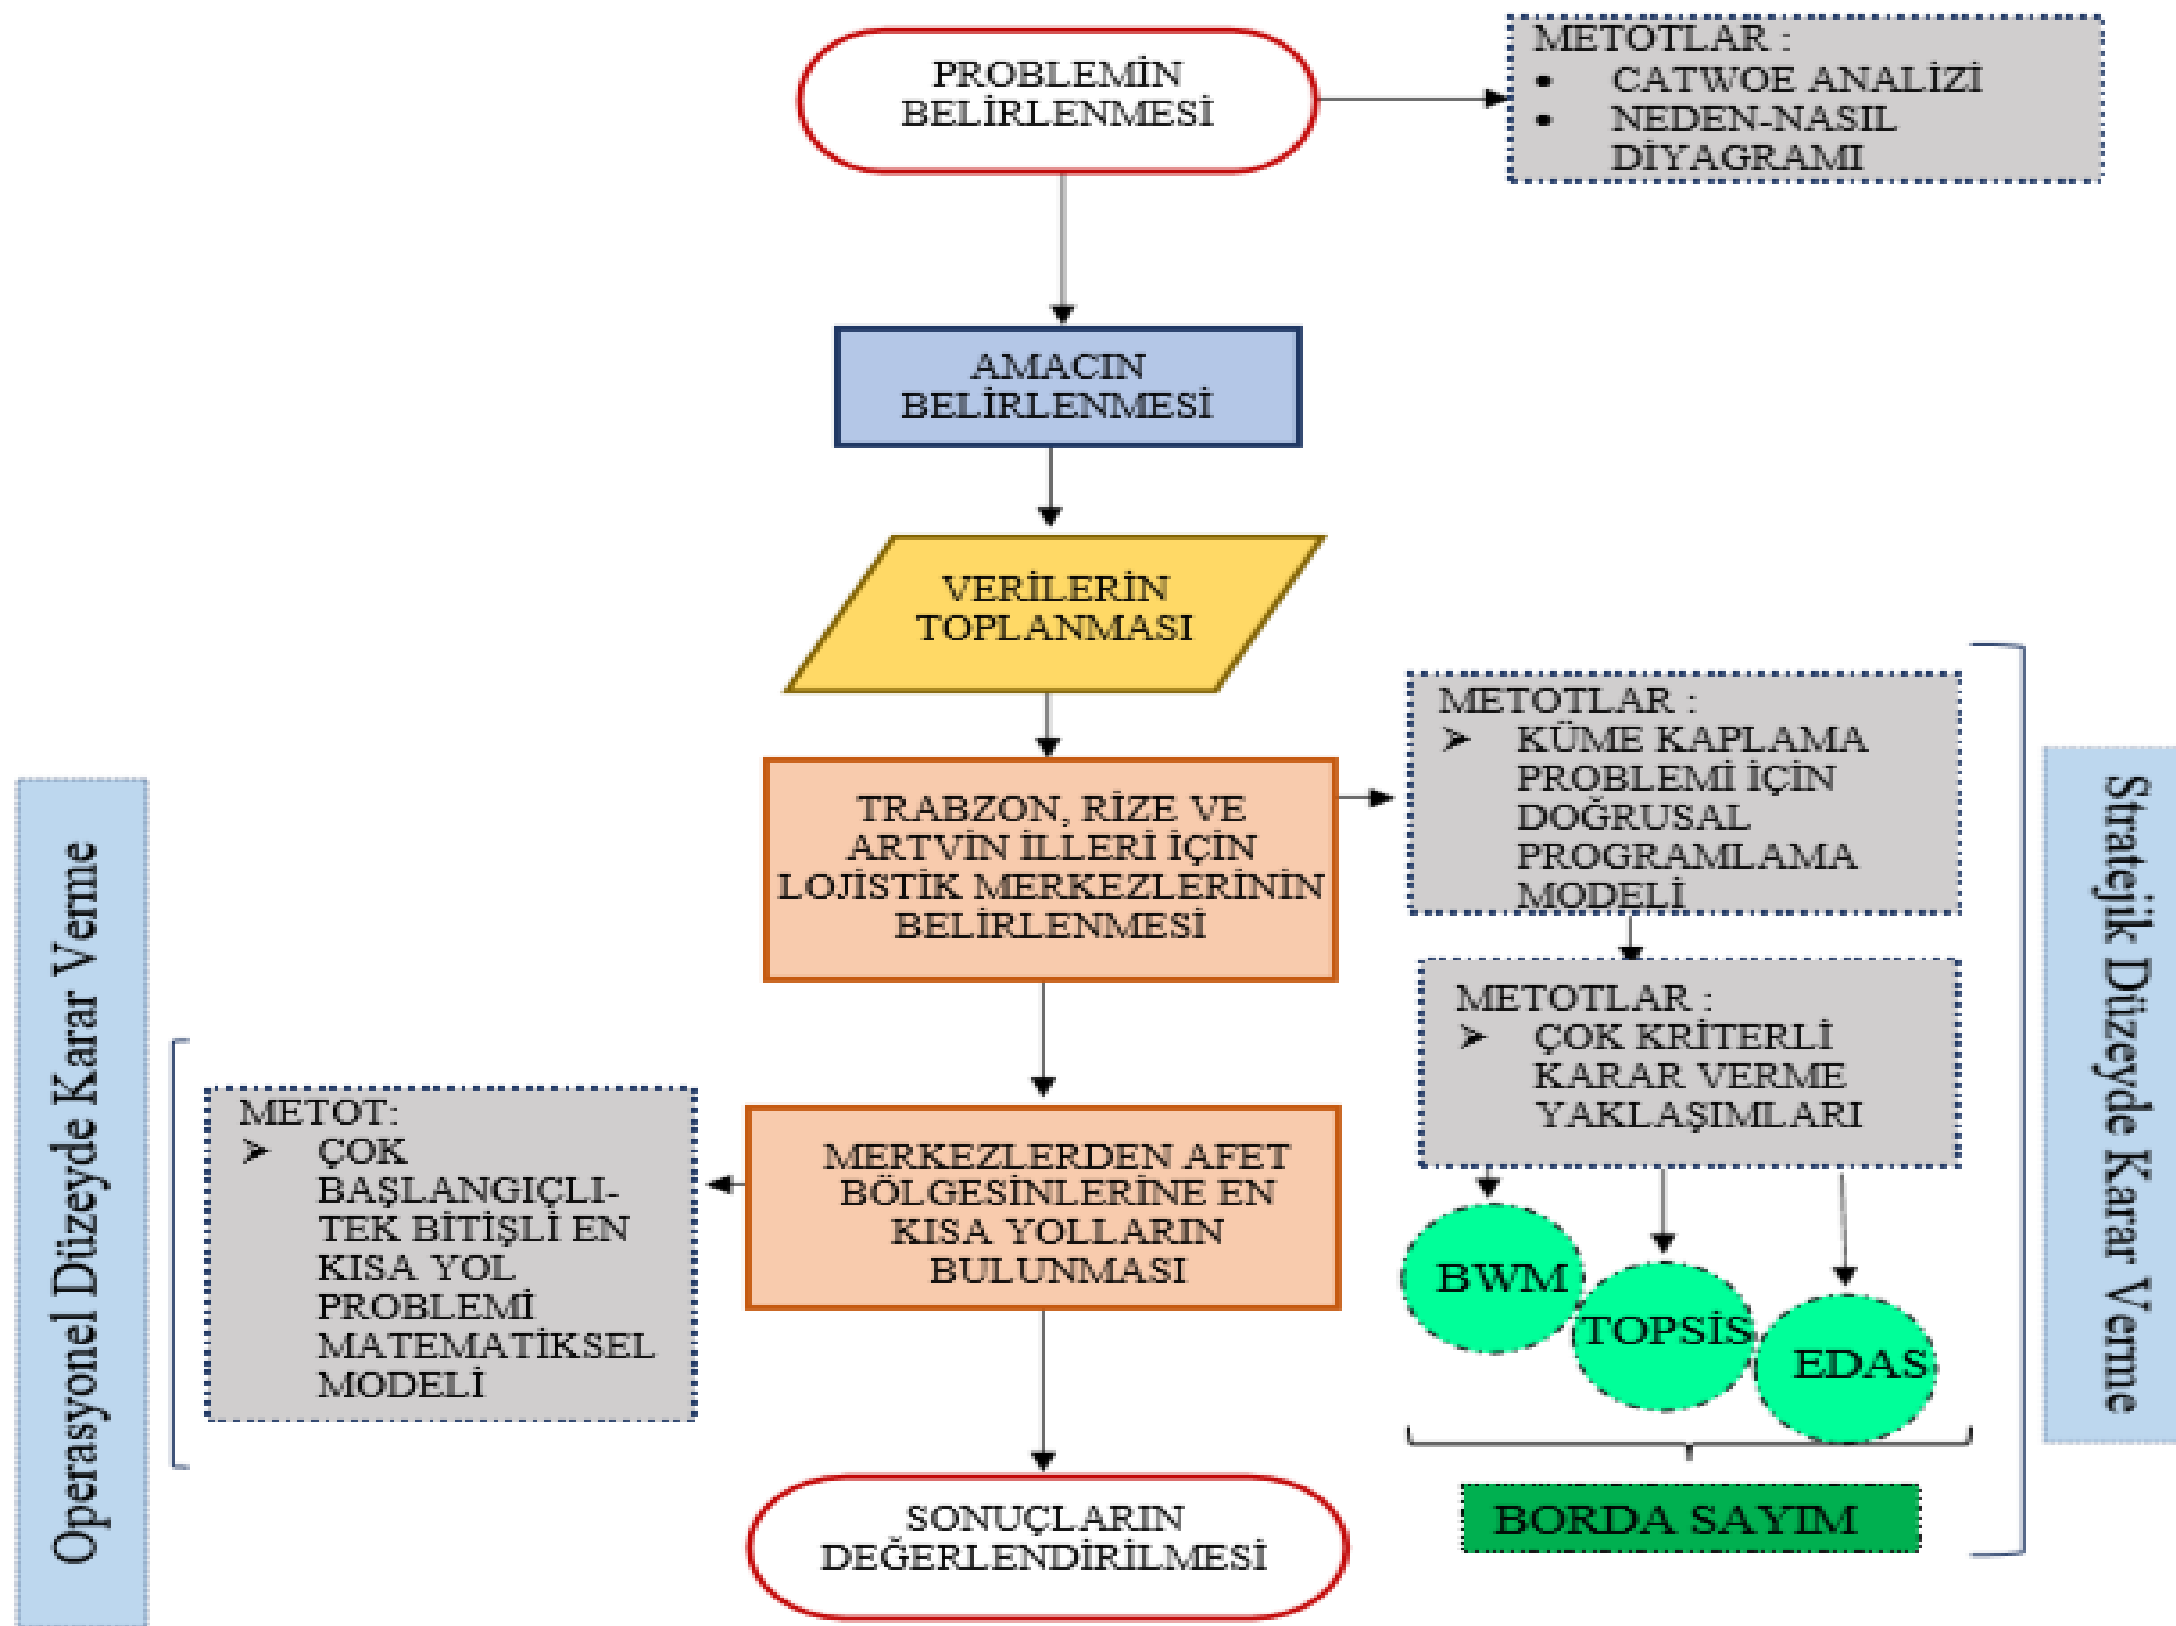 PROBLEMİN
BELİRLENMESİ
METOTLAR :
• CATWOE ANALİZİ
• NEDEN-NASIL
DİYAGRAMI
AMACIN
BELİRLENMESİ
VERİLERİN
TOPLANMASI
TRABZON, RİZE VE
ARTVİN İLLERİ İÇİN
LOJİSTİK MERKEZLERİNİN
BELİRLENMESİ
METOTLAR :
➢ KÜME KAPLAMA
PROBLEMİ İÇİN
DOĞRUSAL
PROGRAMLAMA
MODELİ
METOTLAR :
➢ ÇOK KRİTERLİ
KARAR VERME
YAKLAŞIMLARI
BWM
TOPSİS
EDAS
BORDA SAYIM
Stratejik Düzeyde Karar Verme
MERKEZLERDEN AFET
BÖLGESİNLERİNE EN
KISA YOLLARIN
BULUNMASI
METOT:
➢ ÇOK
BAŞLANGIÇLI-
TEK BİTİŞLİ EN
KISA YOL
PROBLEMİ
MATEMATİKSEL
MODELİ
Operasyonel Düzeyde Karar Verme
SONUÇLARIN
DEĞERLENDİRİLMESİ